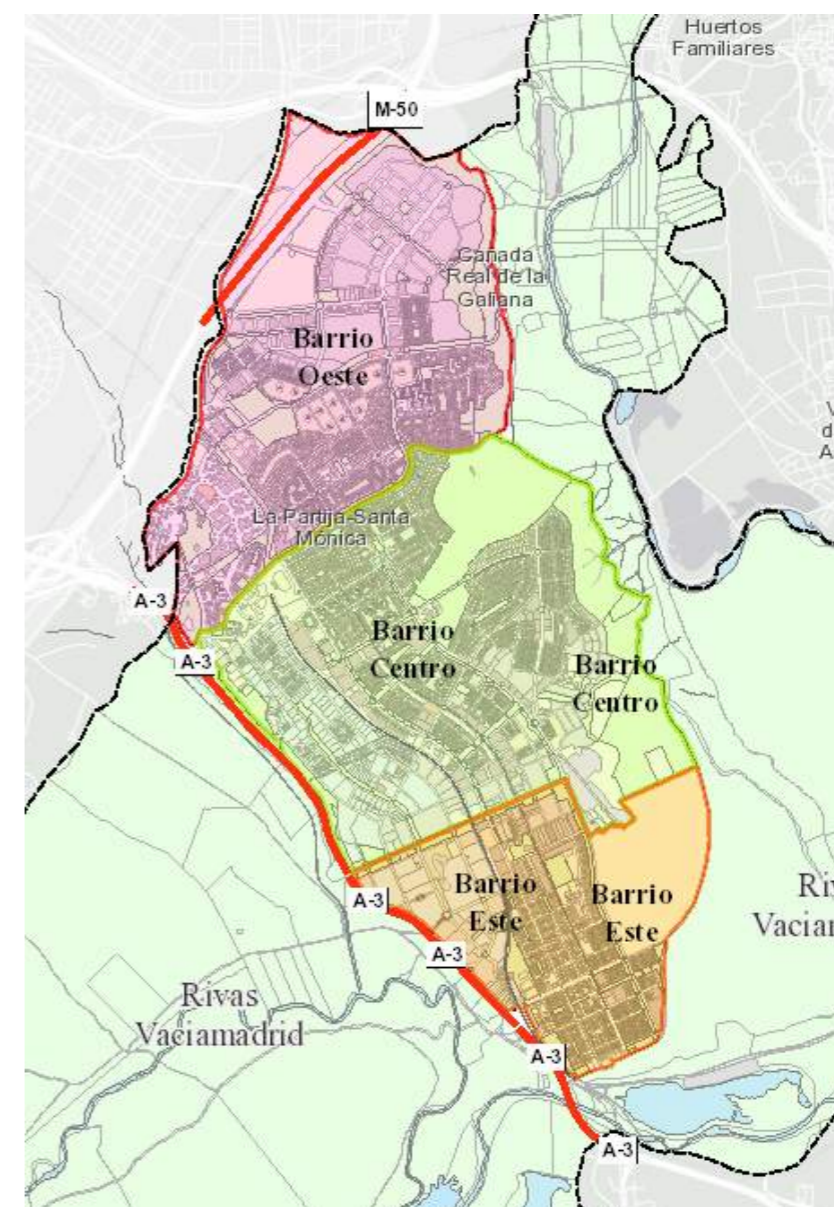 Huertos
Familiares
M-50
Cañada
Real de la
Galiana
Barrio
Oeste
La Partija-Santa
Mónica
A-3
A-3
Barrio
Centro
Barrio
Centro
Barrio
Este
Barrio
Este
A-3
A-3
Rivas
Vaciamadrid
A-3
A-3